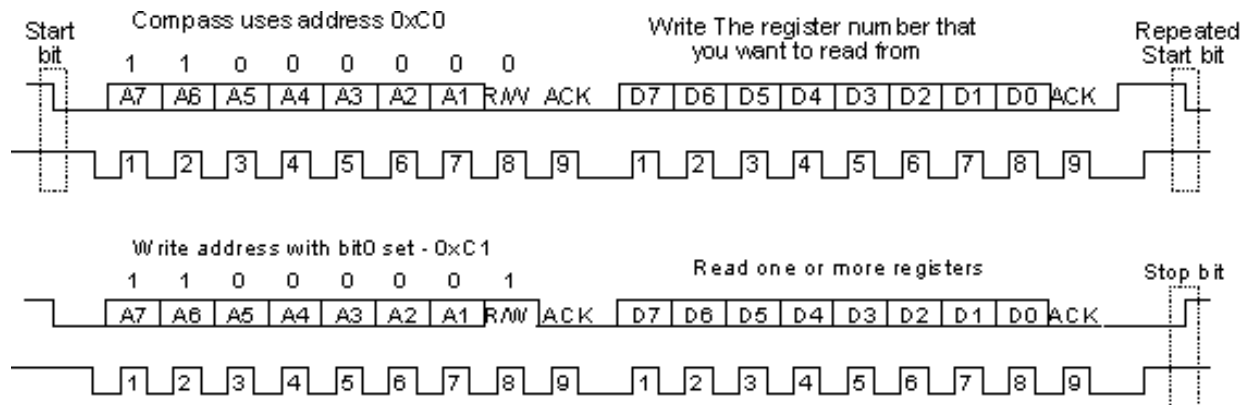 Compass uses address 0xC0
Write The register number that
you want to read from
Start
bit
Repeated
Start bit
1 1 0 0 0 0 0 0
A7 A6 A5 A4 A3 A2 A1 R/W ACK D7 D6 D5 D4 D3 D2 D1 D0 ACK
1 2 3 4 5 6 7 8 9 1 2 3 4 5 6 7 8 9
Write address with bit0 set - 0xC1
Read one or more registers
Stop bit
1 1 0 0 0 0 0 1
A7 A6 A5 A4 A3 A2 A1 R/W ACK D7 D6 D5 D4 D3 D2 D1 D0 ACK
1 2 3 4 5 6 7 8 9 1 2 3 4 5 6 7 8 9